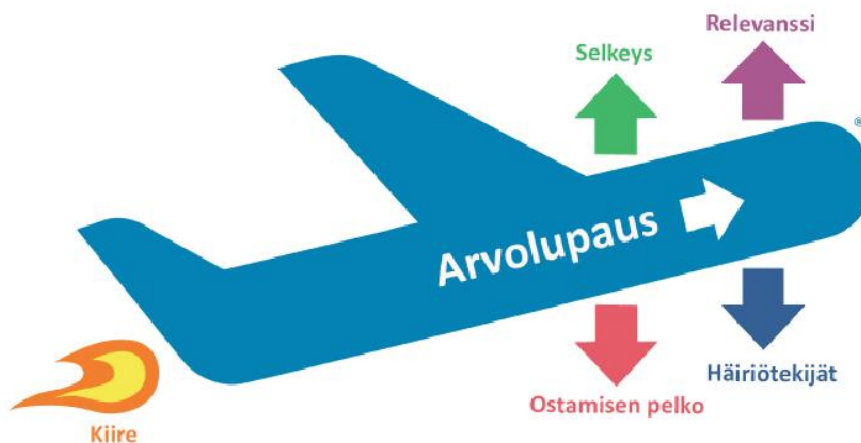 Relevanssi
Selkeys
®
Arvolupaus
Ostamisen pelko
Häiriötekijät
Kiire